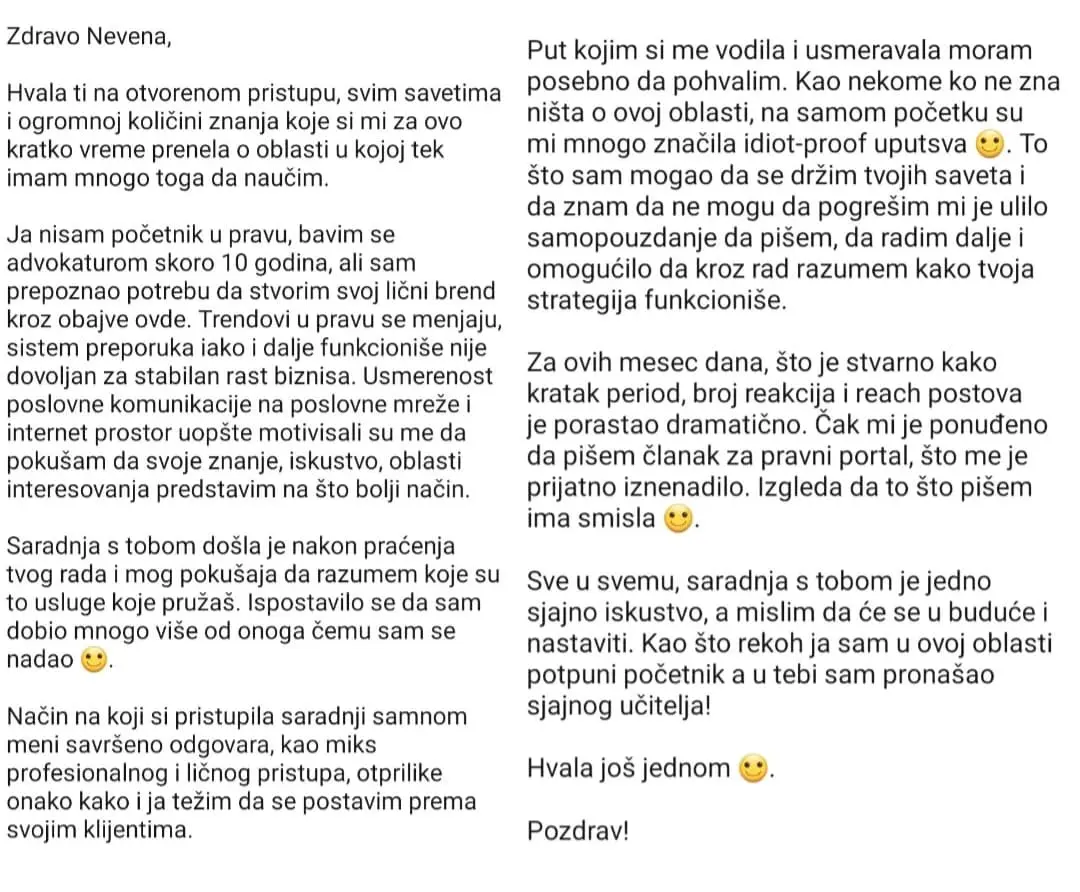 Zdravo Nevena,
Hvala ti na otvorenom pristupu, svim savetima
i ogromnoj količini znanja koje si mi za ovo
kratko vreme prenela o oblasti u kojoj tek
imam mnogo toga da naučim.
Ja nisam početnik u pravu, bavim se
advokaturom skoro 10 godina, ali sam
prepoznao potrebu da stvorim svoj lični brend
kroz obajve ovde. Trendovi u pravu se menjaju,
sistem preporuka iako i dalje funkcioniše nije
dovoljan za stabilan rast biznisa. Usmerenost
poslovne komunikacije na poslovne mreže i
internet prostor uopšte motivisali su me da
pokušam da svoje znanje, iskustvo, oblasti
interesovanja predstavim na što bolji način.
Saradnja s tobom došla je nakon praćenja
tvog rada i mog pokušaja da razumem koje su
to usluge koje pružaš. Ispostavilo se da sam
dobio mnogo više od onoga čemu sam se
nadao 🙂.
Način na koji si pristupila saradnji samnom
meni savršeno odgovara, kao miks
profesionalnog i ličnog pristupa, otprilike
onako kako i ja težim da se postavim prema
svojim klijentima.
Put kojim si me vodila i usmeravala moram
posebno da pohvalim. Kao nekome ko ne zna
ništa o ovoj oblasti, na samom početku su
mi mnogo značila idiot-proof uputsva 🙂. To
što sam mogao da se držim tvojih saveta i
da znam da ne mogu da pogrešim mi je ulilo
samopouzdanje da pišem, da radim dalje i
omogućilo da kroz rad razumem kako tvoja
strategija funkcioniše.
Za ovih mesec dana, što je stvarno kako
kratak period, broj reakcija i reach postova
je porastao dramatično. Čak mi je ponuđeno
da pišem članak za pravni portal, što me je
prijatno iznenadilo. Izgleda da to što pišem
ima smisla 🙂.
Sve u svemu, saradnja s tobom je jedno
sjajno iskustvo, a mislim da će se u buduće i
nastaviti. Kao što rekoh ja sam u ovoj oblasti
potpuni početnik a u tebi sam pronašao
sjajnog učitelja!
Hvala još jednom 🙂.
Pozdrav!